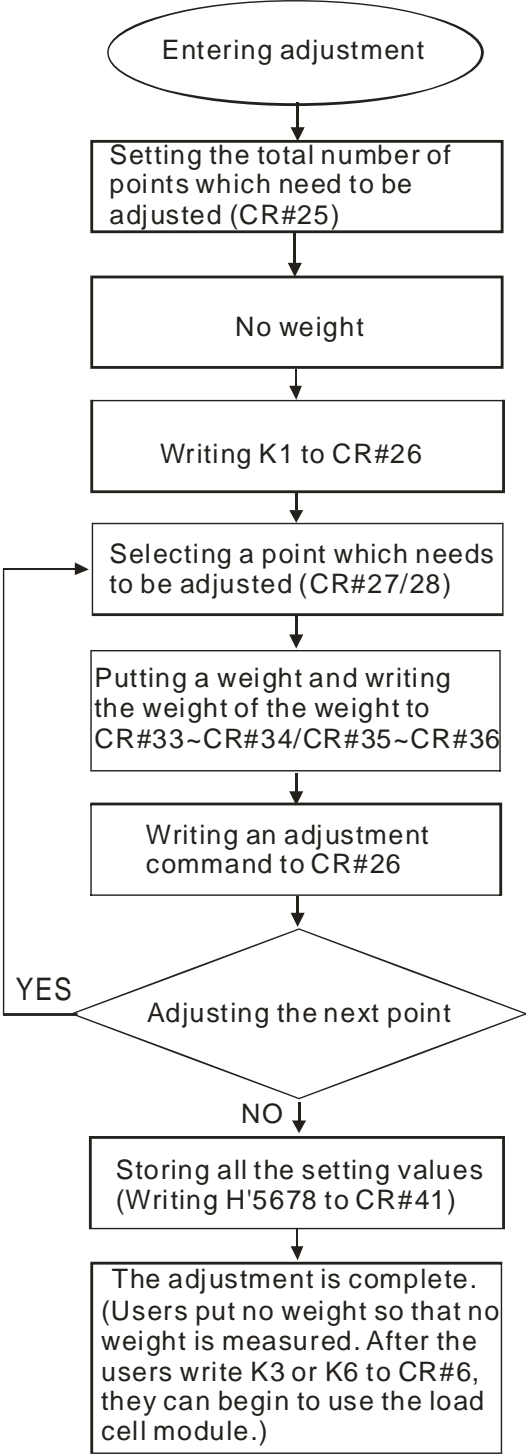 Entering adjustment
Setting the total number of
points which need to be
adjusted (CR#25)
No weight
Writing K1 to CR#26
Selecting a point which needs
to be adjusted (CR#27/28)
Putting a weight and writing
the weight of the weight to
CR#33~CR#34/CR#35~CR#36
Writing an adjustment
command to CR#26
YES
Adjusting the next point
NO
Storing all the setting values
(Writing H'5678 to CR#41)
The adjustment is complete.
(Users put no weight so that no
weight is measured. After the
users write K3 or K6 to CR#6,
they can begin to use the load
cell module.)